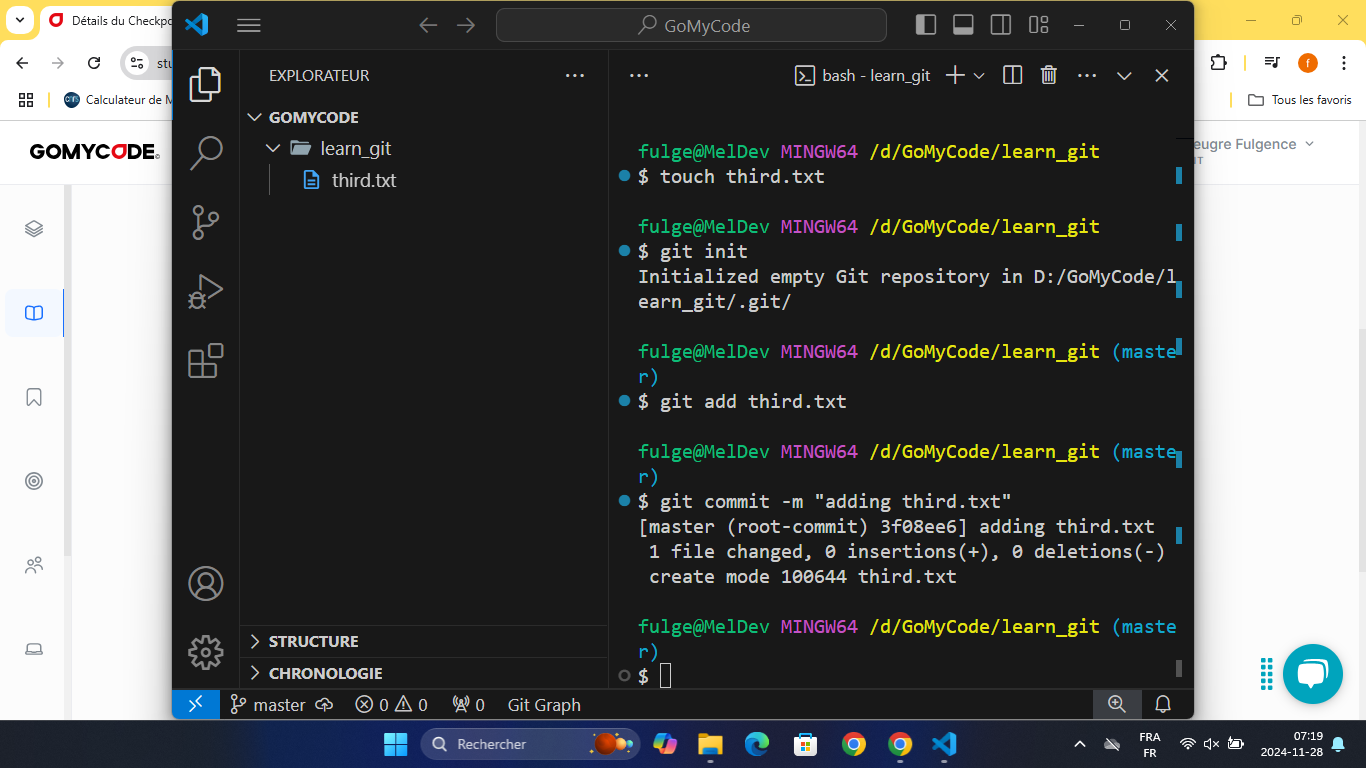 Détails du Checkpo
GoMyCode
stu
Calculateur de M
Tous les favoris
f
GOMYCODE
eugre Fulgence
NT
EXPLORATEUR
GOMYCODE
learn_git
third.txt
STRUCTURE
CHRONOLOGIE
bash - learn_git
fulge@MelDev MINGW64 /d/GoMyCode/learn_git
$ touch third.txt
fulge@MelDev MINGW64 /d/GoMyCode/learn_git
$ git init
Initialized empty Git repository in D:/GoMyCode/l
earn_git/.git/
fulge@MelDev MINGW64 /d/GoMyCode/learn_git (maste
r)
$ git add third.txt
fulge@MelDev MINGW64 /d/GoMyCode/learn_git (maste
r)
$ git commit -m "adding third.txt"
[master (root-commit) 3f08ee6] adding third.txt
1 file changed, 0 insertions(+), 0 deletions(-)
create mode 100644 third.txt
fulge@MelDev MINGW64 /d/GoMyCode/learn_git (maste
r)
$
master 0 0 0 Git Graph
Rechercher
FRA
FR
07:19
2024-11-28